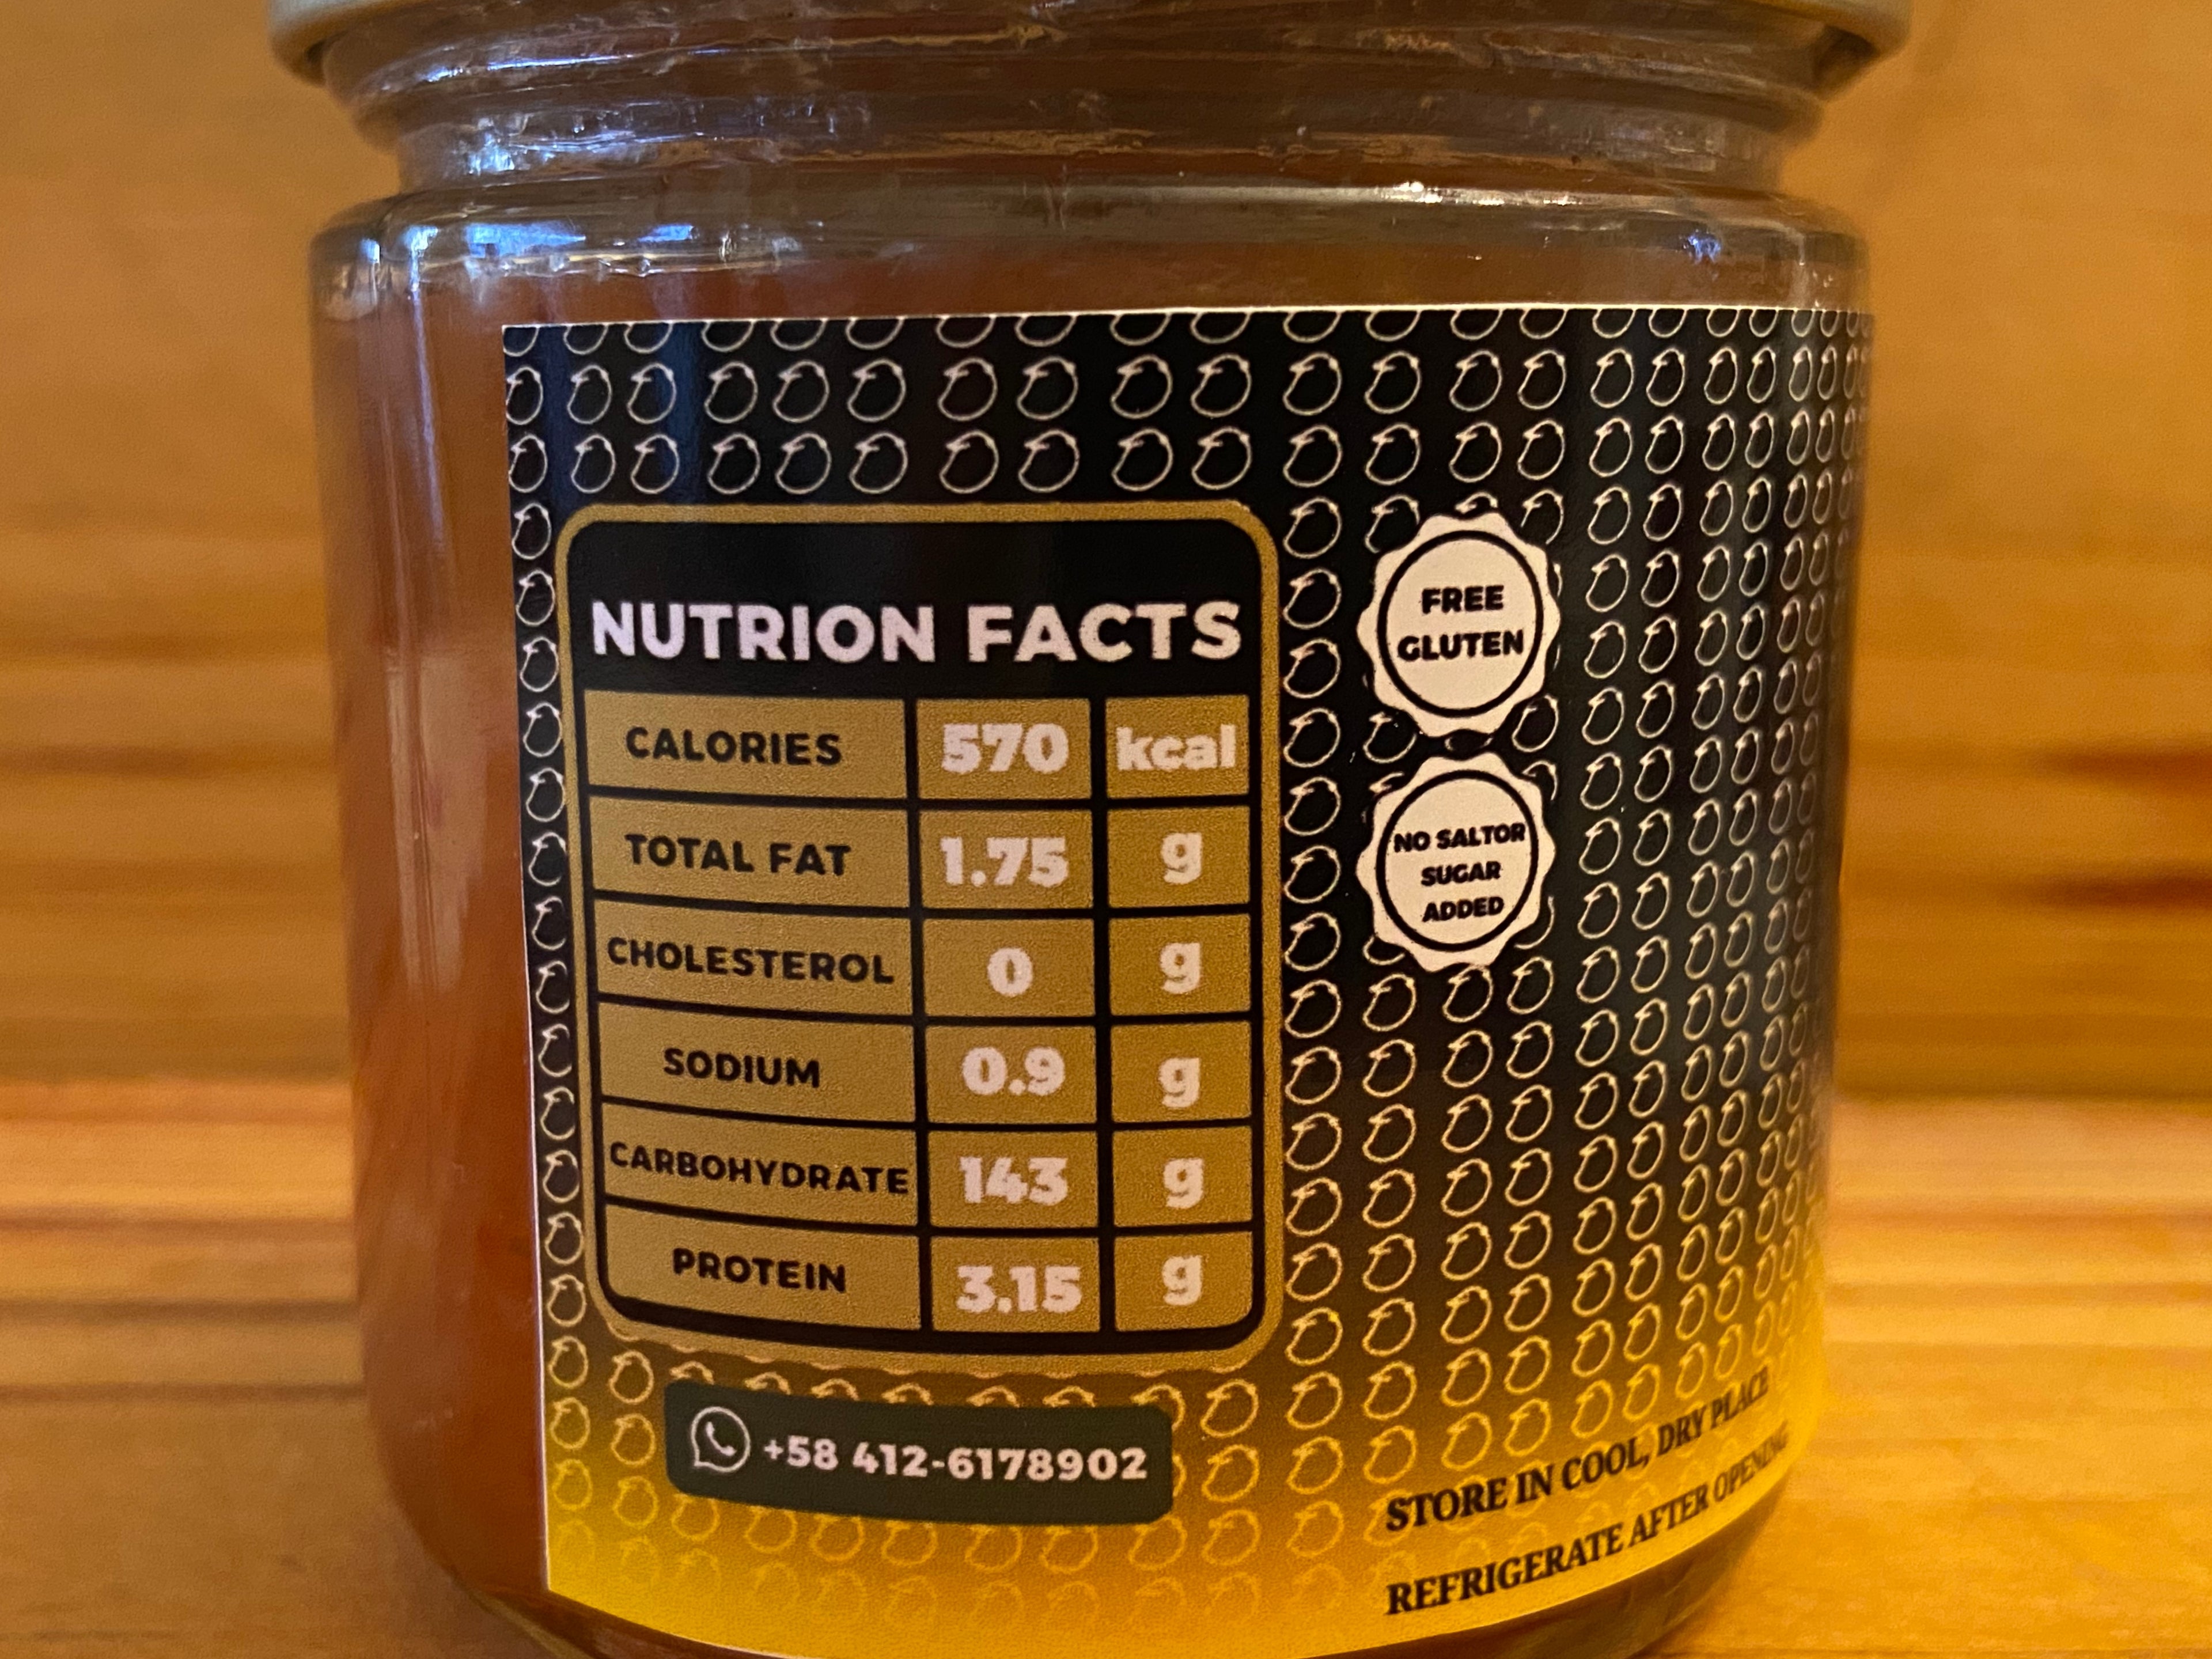 NUTRION FACTS
CALORIES 570 kcal
TOTAL FAT 1.75 g
CHOLESTEROL 0 g
SODIUM 0.9 g
CARBOHYDRATE 143 g
PROTEIN 3.15 g
+58 412-6178902
FREE
GLUTEN
NO SALTOR
SUGAR
ADDED
STORE IN COOL, DRY PLACE
REFRIGERATE AFTER OPENING